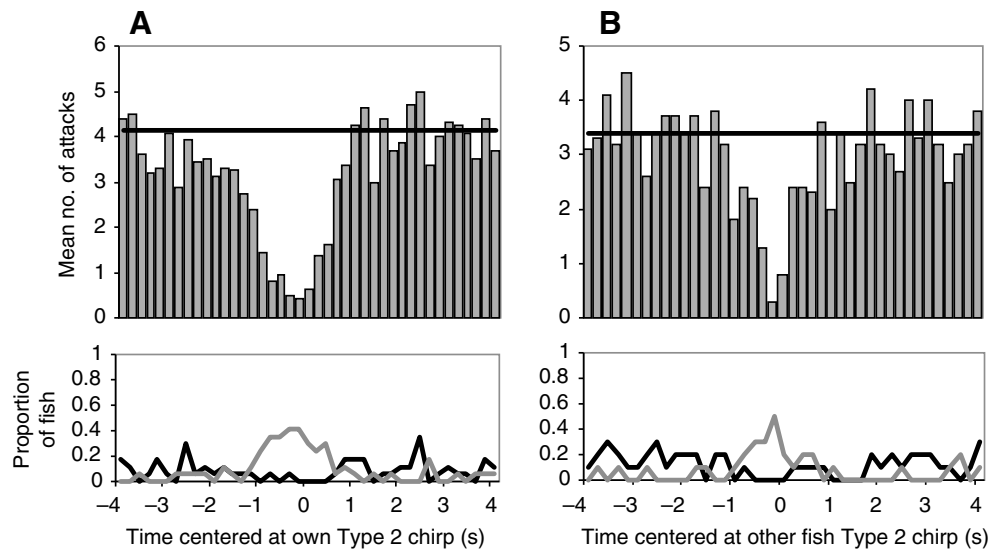 A
B
Mean no. of attacks
6
5
4
3
2
1
0
5
4
3
2
1
0
Proportion
of fish
1
0.8
0.6
0.4
0.2
0
1
0.8
0.6
0.4
0.2
0
–4 –3 –2 –1 0 1 2 3 4
–4 –3 –2 –1 0 1 2 3 4
Time centered at own Type 2 chirp (s)
Time centered at other fish Type 2 chirp (s)